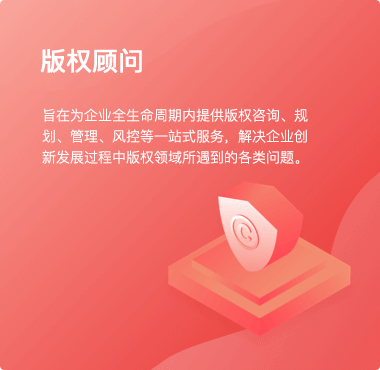 版权顾问
旨在为企业全生命周期内提供版权咨询、规
划、管理、风控等一站式服务，解决企业创
新发展过程中版权领域所遇到的各类问题。